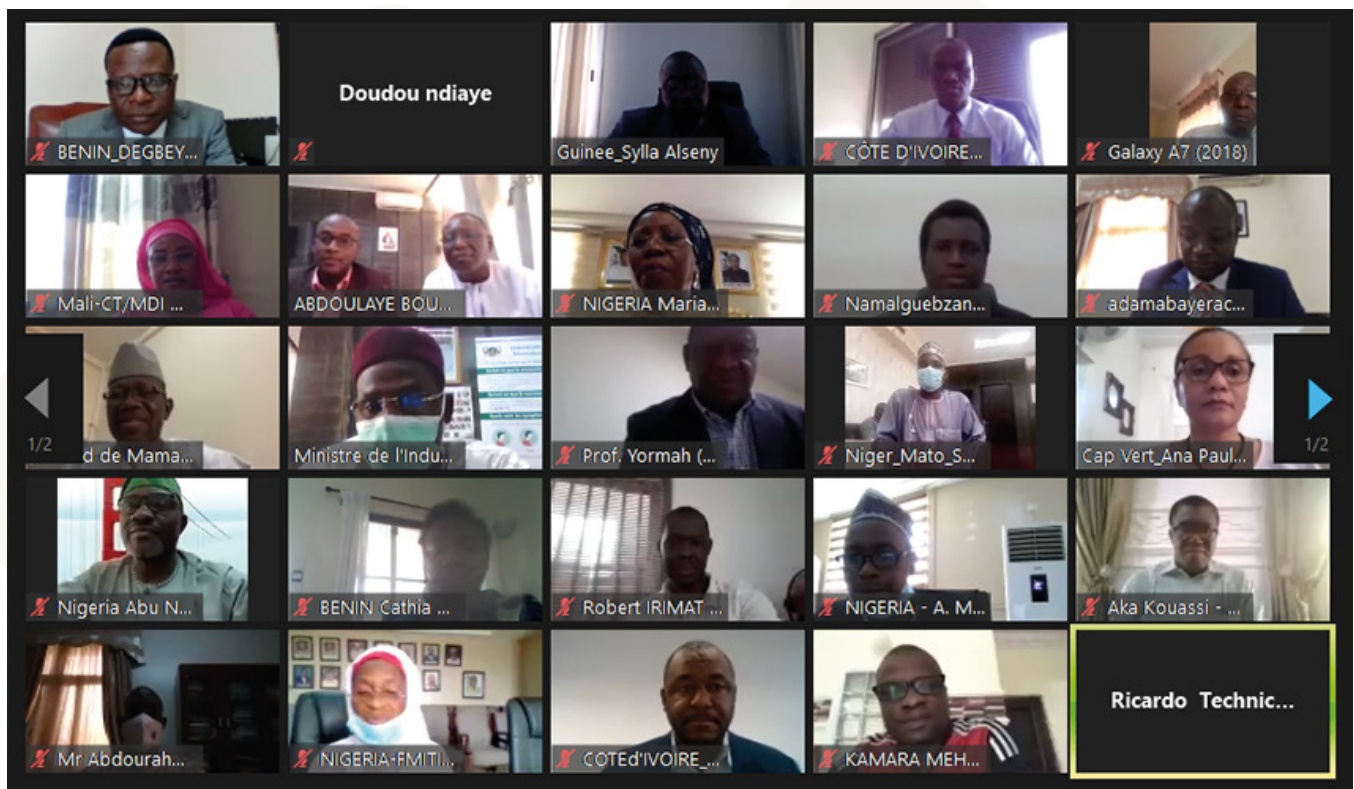 BENIN_DEGBEY...
Doudou ndiaye
Guinee_Sylla Alseny
CÔTE D'IVOIRE...
Galaxy A7 (2018)
Mali-CT/MDI ...
ABDOULAYE BOU...
NIGERIA Maria...
Namalguebzan...
adamabayerac...
1/2
d de Mama...
Ministre de l'Indu...
Prof. Yormah (...
Niger_Mato_S...
Cap Vert_Ana Paul...
1/2
Nigeria Abu N...
BENIN Cathia ...
Robert IRIMAT ...
NIGERIA - A. M...
Aka Kouassi - ...
Mr Abdourah...
NIGERIA-FMITI...
COTEd'IVOIRE_...
KAMARA MEH...
Ricardo Technic...